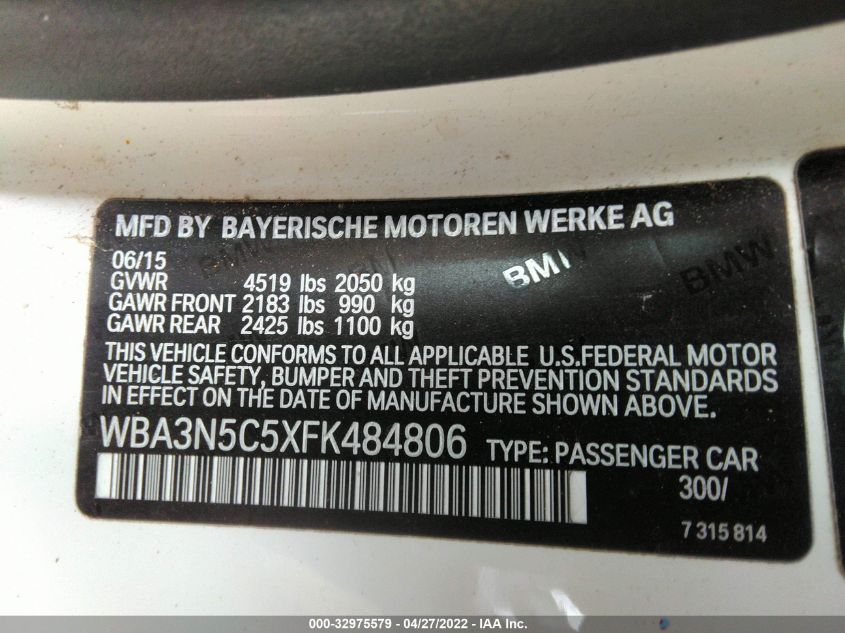 MFD BY BAYERISCHE MOTOREN WERKE AG
06/15
GVWR 4519 lbs 2050 kg
GAWR FRONT 2183 lbs 990 kg
GAWR REAR 2425 lbs 1100 kg
BMW
BMW
BMW
THIS VEHICLE CONFORMS TO ALL APPLICABLE U.S.FEDERAL MOTOR
VEHICLE SAFETY, BUMPER AND THEFT PREVENTION STANDARDS
IN EFFECT ON THE DATE OF MANUFACTURE SHOWN ABOVE.
WBA3N5C5XFK484806 TYPE: PASSENGER CAR
300/
7 315 814
000-32975579 - 04/27/2022 - IAA Inc.